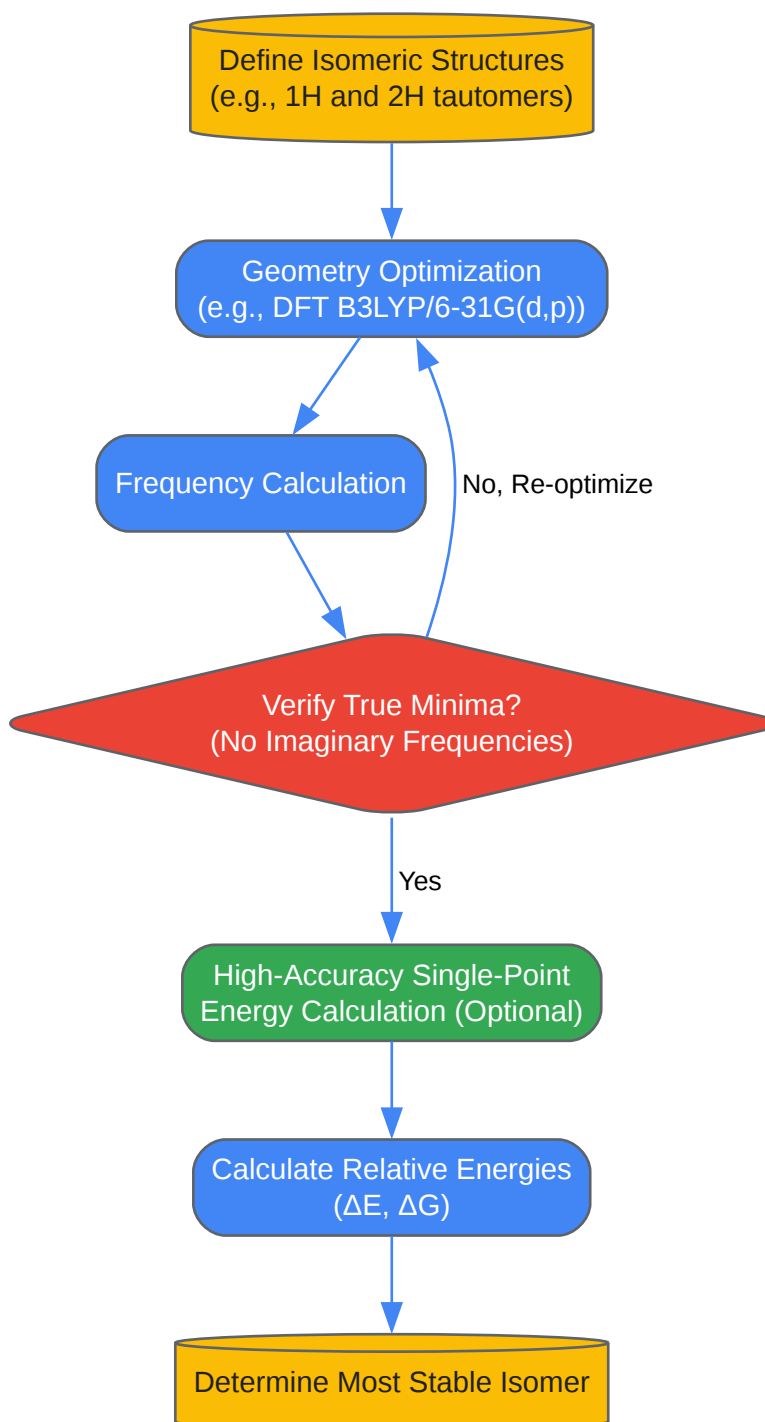 Define Isomeric Structures
(e.g., 1H and 2H tautomers)
Geometry Optimization
(e.g., DFT B3LYP/6-31G(d,p))
Frequency Calculation
No, Re-optimize
Verify True Minima?
(No Imaginary Frequencies)
Yes
High-Accuracy Single-Point
Energy Calculation (Optional)
Calculate Relative Energies
(ΔE, ΔG)
Determine Most Stable Isomer